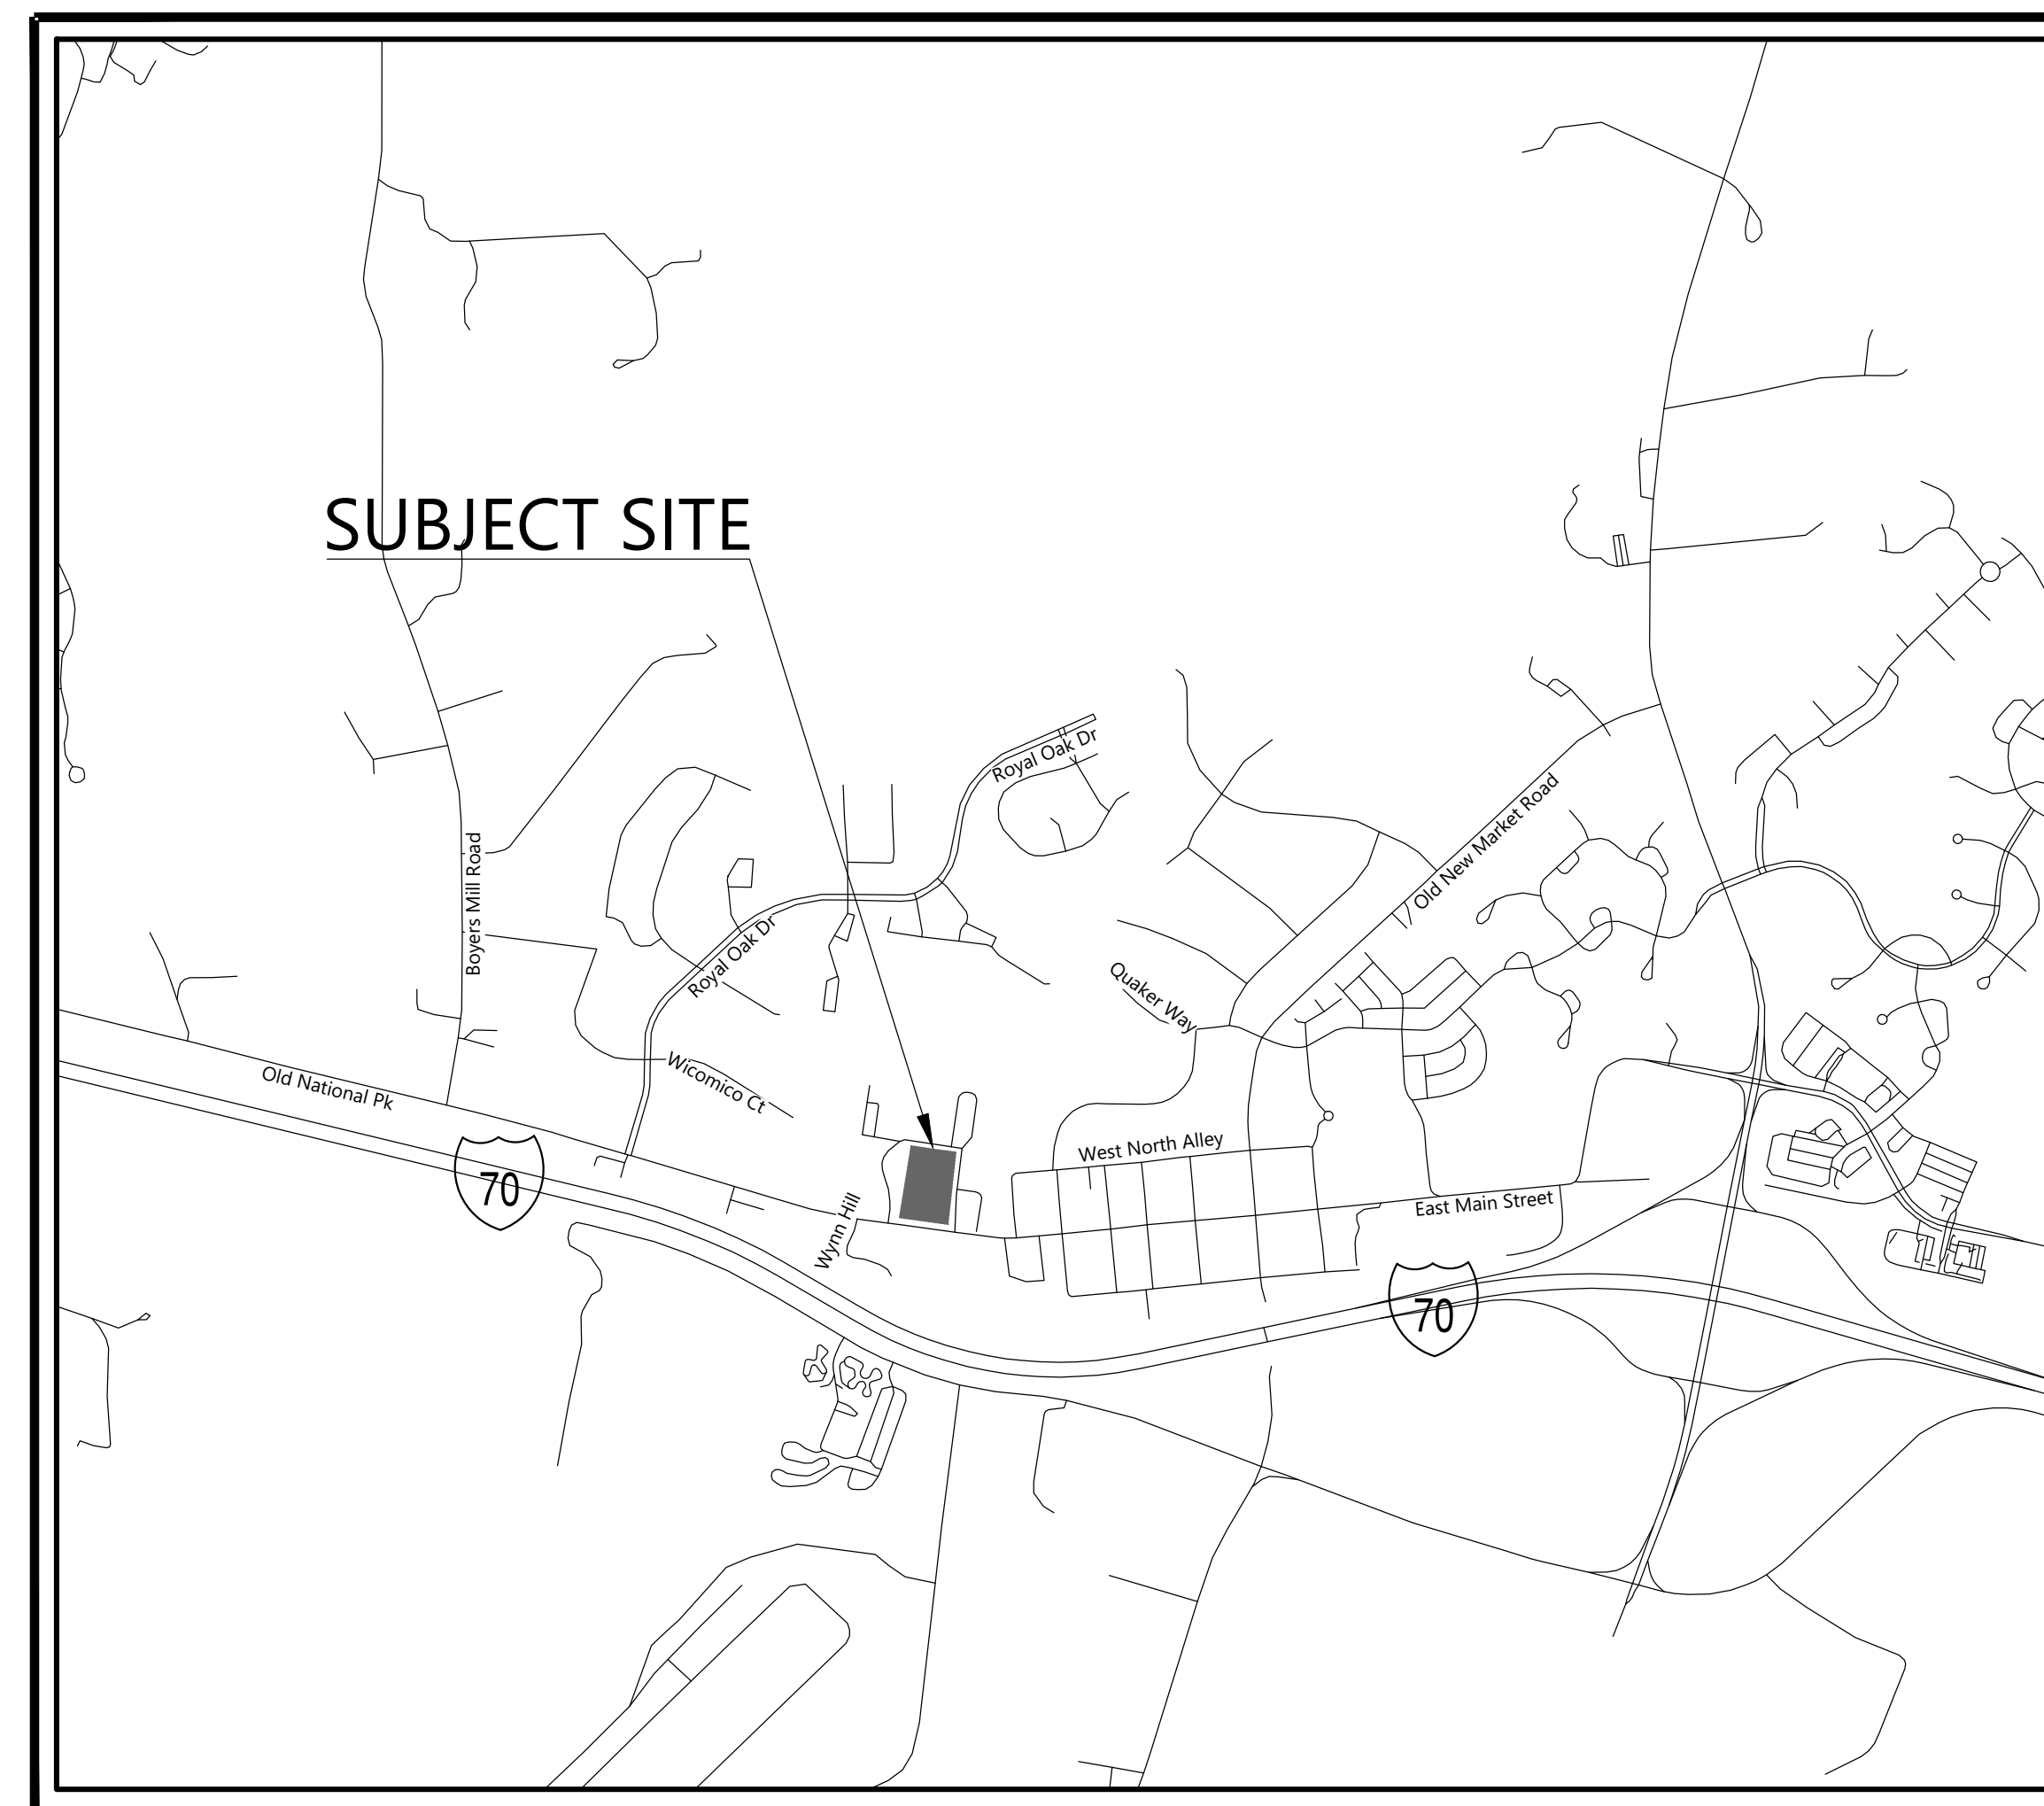 SUBJECT SITE
Royal Oak Dr
Old New Market Road
Boyers Mill Road
Royal Oak Dr
Quaker Way
Wicomico Ct
Old National Pk
West North Alley
70
East Main Street
Wynn Hill
70